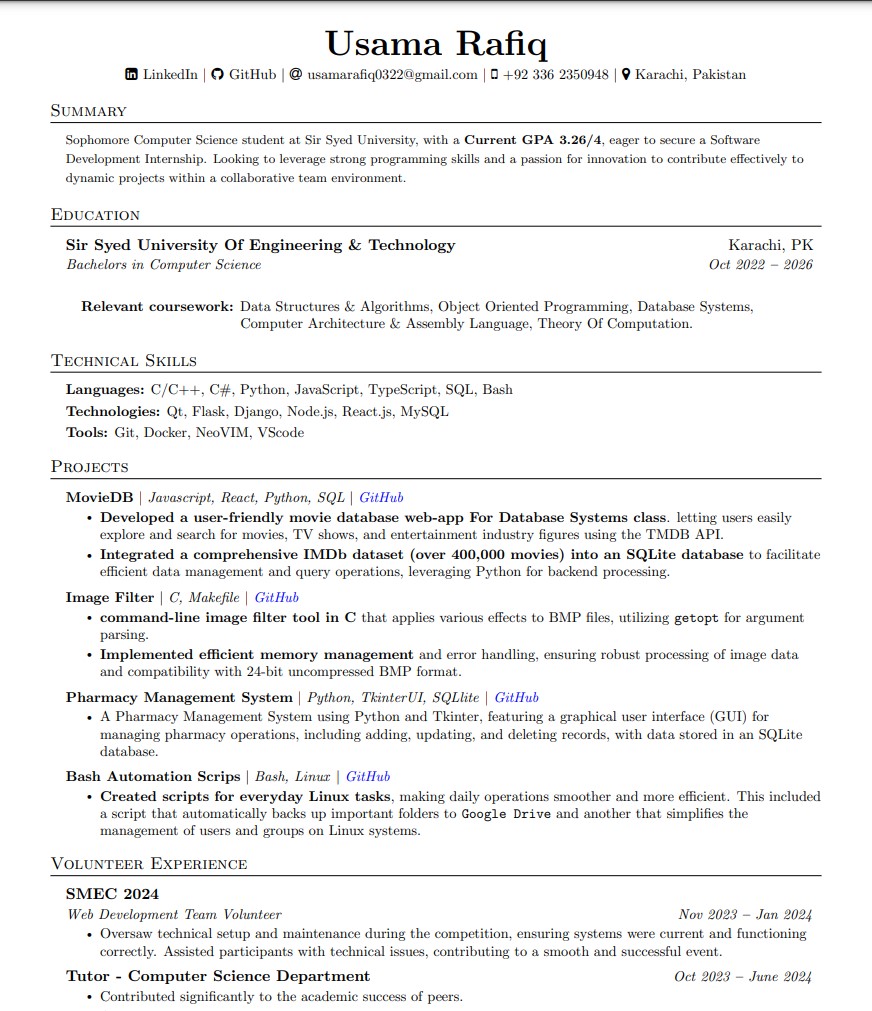 Usama Rafiq
LinkedIn | GitHub | usamarafiq0322@gmail.com | +92 336 2350948 | Karachi, Pakistan
Summary
Sophomore Computer Science student at Sir Syed University, with a Current GPA 3.26/4, eager to secure a Software
Development Internship. Looking to leverage strong programming skills and a passion for innovation to contribute effectively to
dynamic projects within a collaborative team environment.
Education
Sir Syed University Of Engineering & Technology Karachi, PK
Bachelors in Computer Science Oct 2022 – 2026
Relevant coursework: Data Structures & Algorithms, Object Oriented Programming, Database Systems,
Computer Architecture & Assembly Language, Theory Of Computation.
Technical Skills
Languages: C/C++, C#, Python, JavaScript, TypeScript, SQL, Bash
Technologies: Qt, Flask, Django, Node.js, React.js, MySQL
Tools: Git, Docker, NeoVIM, VScode
Projects
MovieDB | Javascript, React, Python, SQL | GitHub
• Developed a user-friendly movie database web-app For Database Systems class. letting users easily
explore and search for movies, TV shows, and entertainment industry figures using the TMDB API.
• Integrated a comprehensive IMDb dataset (over 400,000 movies) into an SQLite database to facilitate
efficient data management and query operations, leveraging Python for backend processing.
Image Filter | C, Makefile | GitHub
• command-line image filter tool in C that applies various effects to BMP files, utilizing getopt for argument
parsing.
• Implemented efficient memory management and error handling, ensuring robust processing of image data
and compatibility with 24-bit uncompressed BMP format.
Pharmacy Management System | Python, TkinterUI, SQLlite | GitHub
• A Pharmacy Management System using Python and Tkinter, featuring a graphical user interface (GUI) for
managing pharmacy operations, including adding, updating, and deleting records, with data stored in an SQLite
database.
Bash Automation Scrips | Bash, Linux | GitHub
• Created scripts for everyday Linux tasks, making daily operations smoother and more efficient. This included
a script that automatically backs up important folders to Google Drive and another that simplifies the
management of users and groups on Linux systems.
Volunteer Experience
SMEC 2024
Web Development Team Volunteer Nov 2023 – Jan 2024
• Oversaw technical setup and maintenance during the competition, ensuring systems were current and functioning
correctly. Assisted participants with technical issues, contributing to a smooth and successful event.
Tutor - Computer Science Department Oct 2023 – June 2024
• Contributed significantly to the academic success of peers.